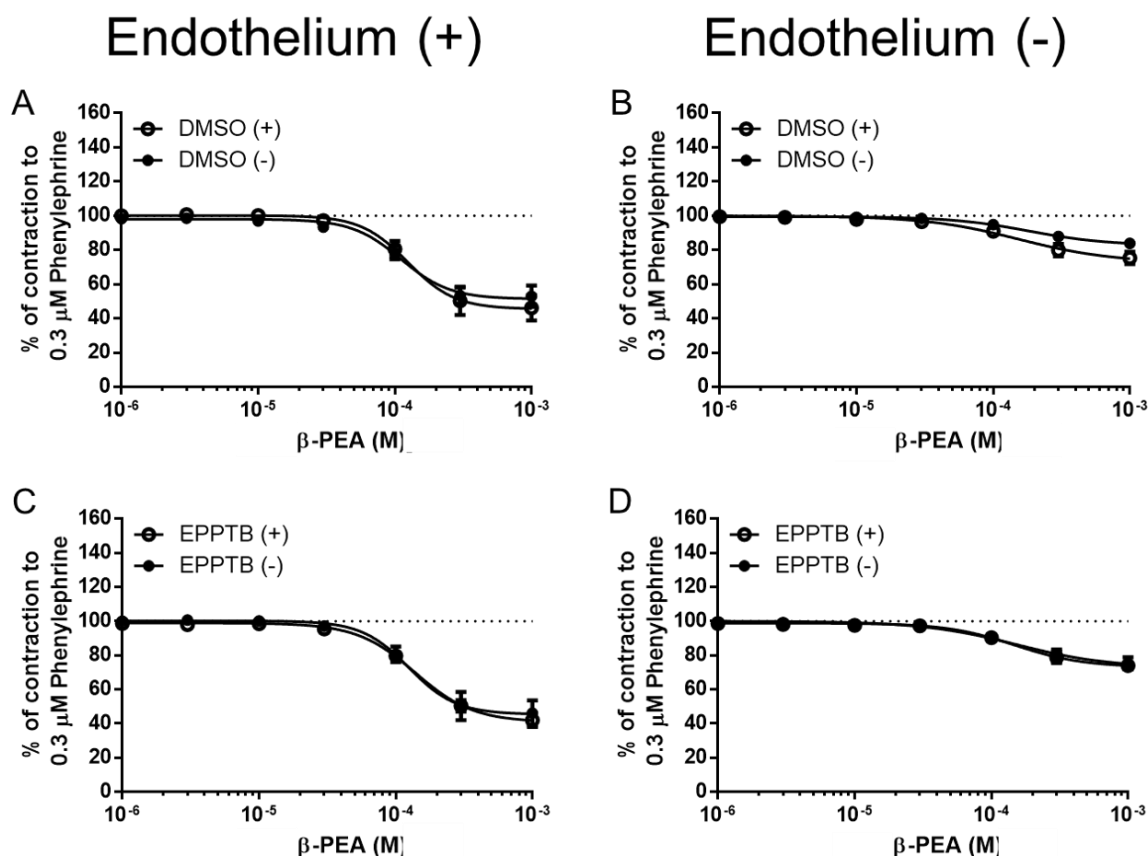 Endothelium (+)
Endothelium (-)
A
% of contraction to
0.3 μM Phenylephrine
160
140
120
100
80
60
40
20
0
DMSO (+)
DMSO (-)
10⁻⁶
10⁻⁵
10⁻⁴
10⁻³
β-PEA (M)
B
% of contraction to
0.3 μM Phenylephrine
160
140
120
100
80
60
40
20
0
DMSO (+)
DMSO (-)
10⁻⁶
10⁻⁵
10⁻⁴
10⁻³
β-PEA (M)
C
% of contraction to
0.3 μM Phenylephrine
160
140
120
100
80
60
40
20
0
EPPTB (+)
EPPTB (-)
10⁻⁶
10⁻⁵
10⁻⁴
10⁻³
β-PEA (M)
D
% of contraction to
0.3 μM Phenylephrine
160
140
120
100
80
60
40
20
0
EPPTB (+)
EPPTB (-)
10⁻⁶
10⁻⁵
10⁻⁴
10⁻³
β-PEA (M)